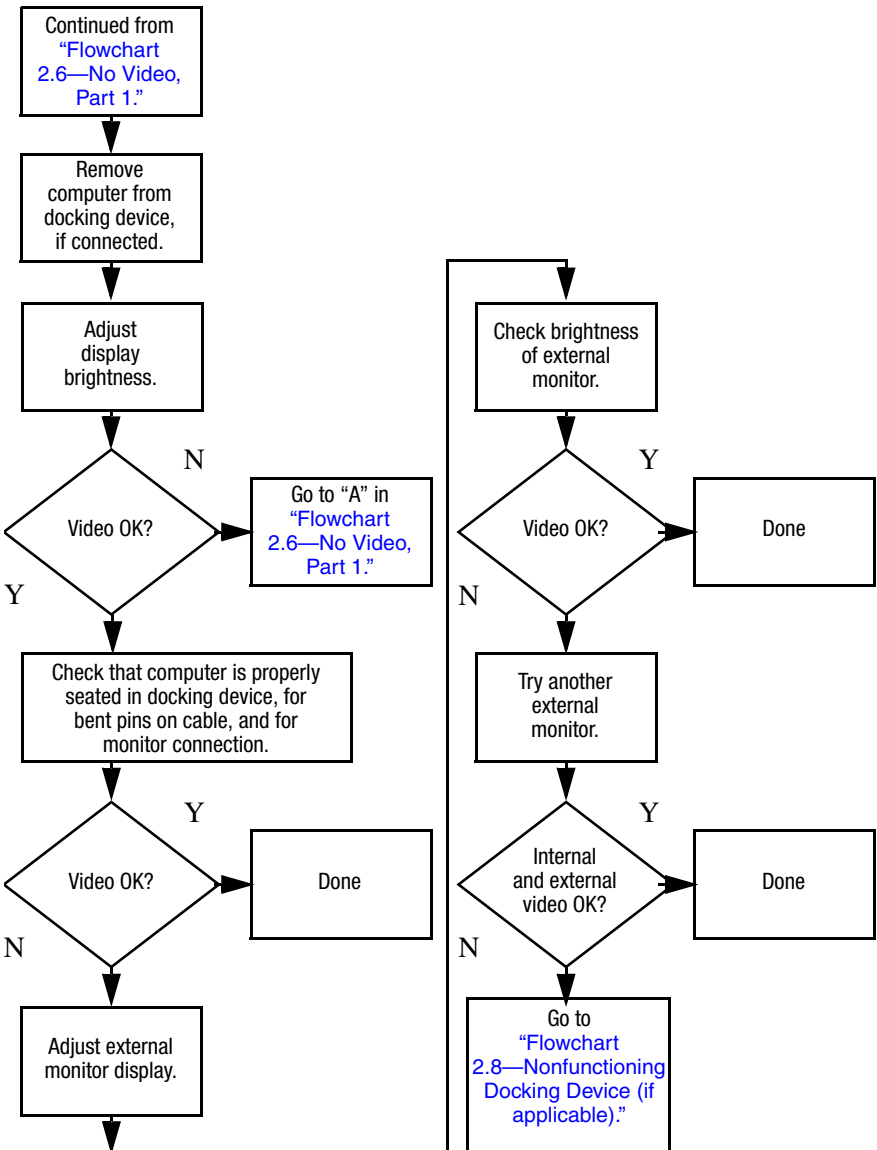 Continued from
“Flowchart
2.6—No Video,
Part 1.”
Remove
computer from
docking device,
if connected.
Adjust
display
brightness.
N
Video OK?
Go to “A” in
“Flowchart
2.6—No Video,
Part 1.”
Y
Check that computer is properly
seated in docking device, for
bent pins on cable, and for
monitor connection.
Y
Video OK?
Done
N
Adjust external
monitor display.
Check brightness
of external
monitor.
Y
Video OK?
Done
N
Try another
external
monitor.
Y
Internal
and external
video OK?
Done
N
Go to
“Flowchart
2.8—Nonfunctioning
Docking Device (if
applicable).”